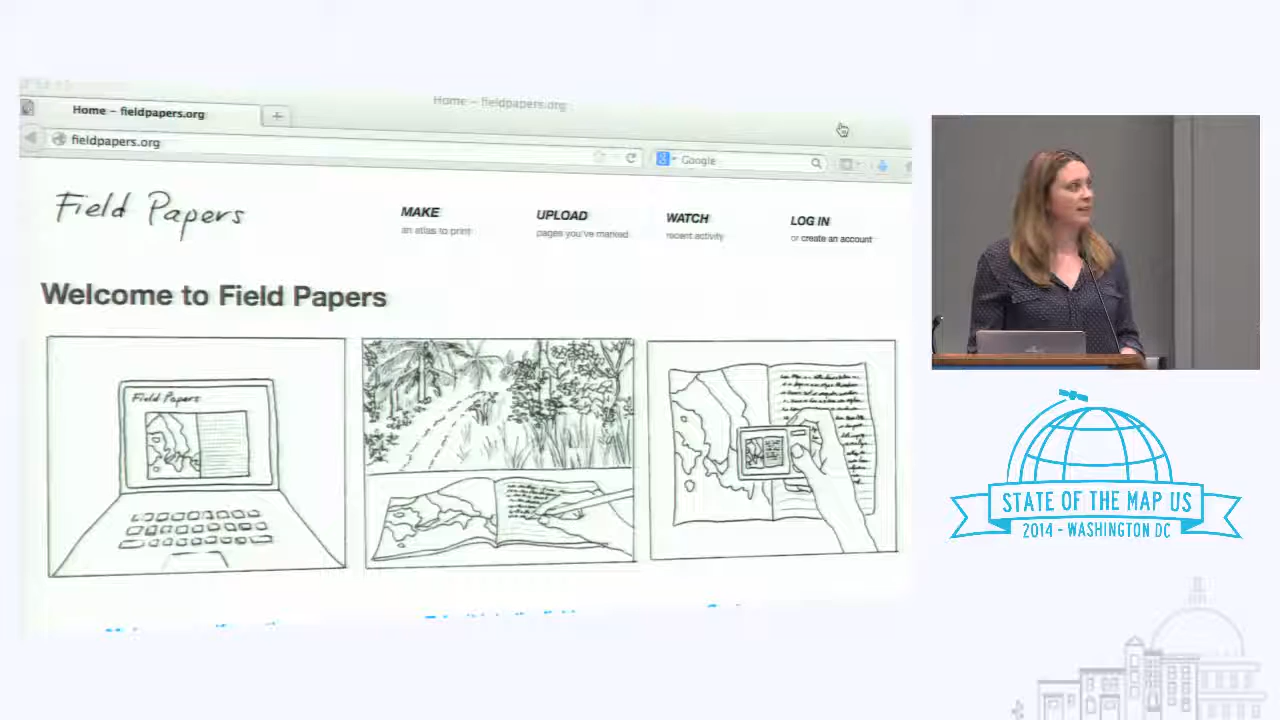 Home – fieldpapers.org
Home – fieldpapers.org
fieldpapers.org
Google
Field Papers
MAKE
an atlas to print
UPLOAD
pages you've marked
WATCH
recent activity
LOG IN
or create an account
Welcome to Field Papers
Field Papers
STATE OF THE MAP US
2014 - WASHINGTON DC